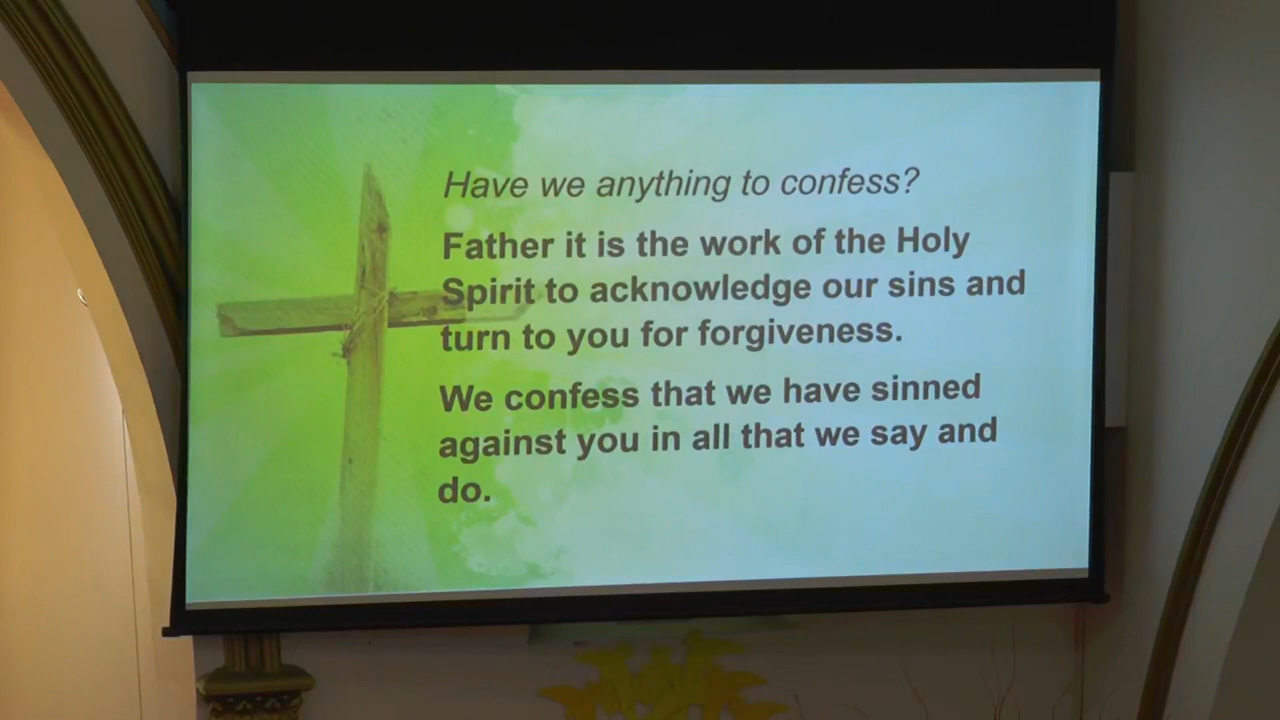 Have we anything to confess?
Father it is the work of the Holy
Spirit to acknowledge our sins and
turn to you for forgiveness.
We confess that we have sinned
against you in all that we say and
do.